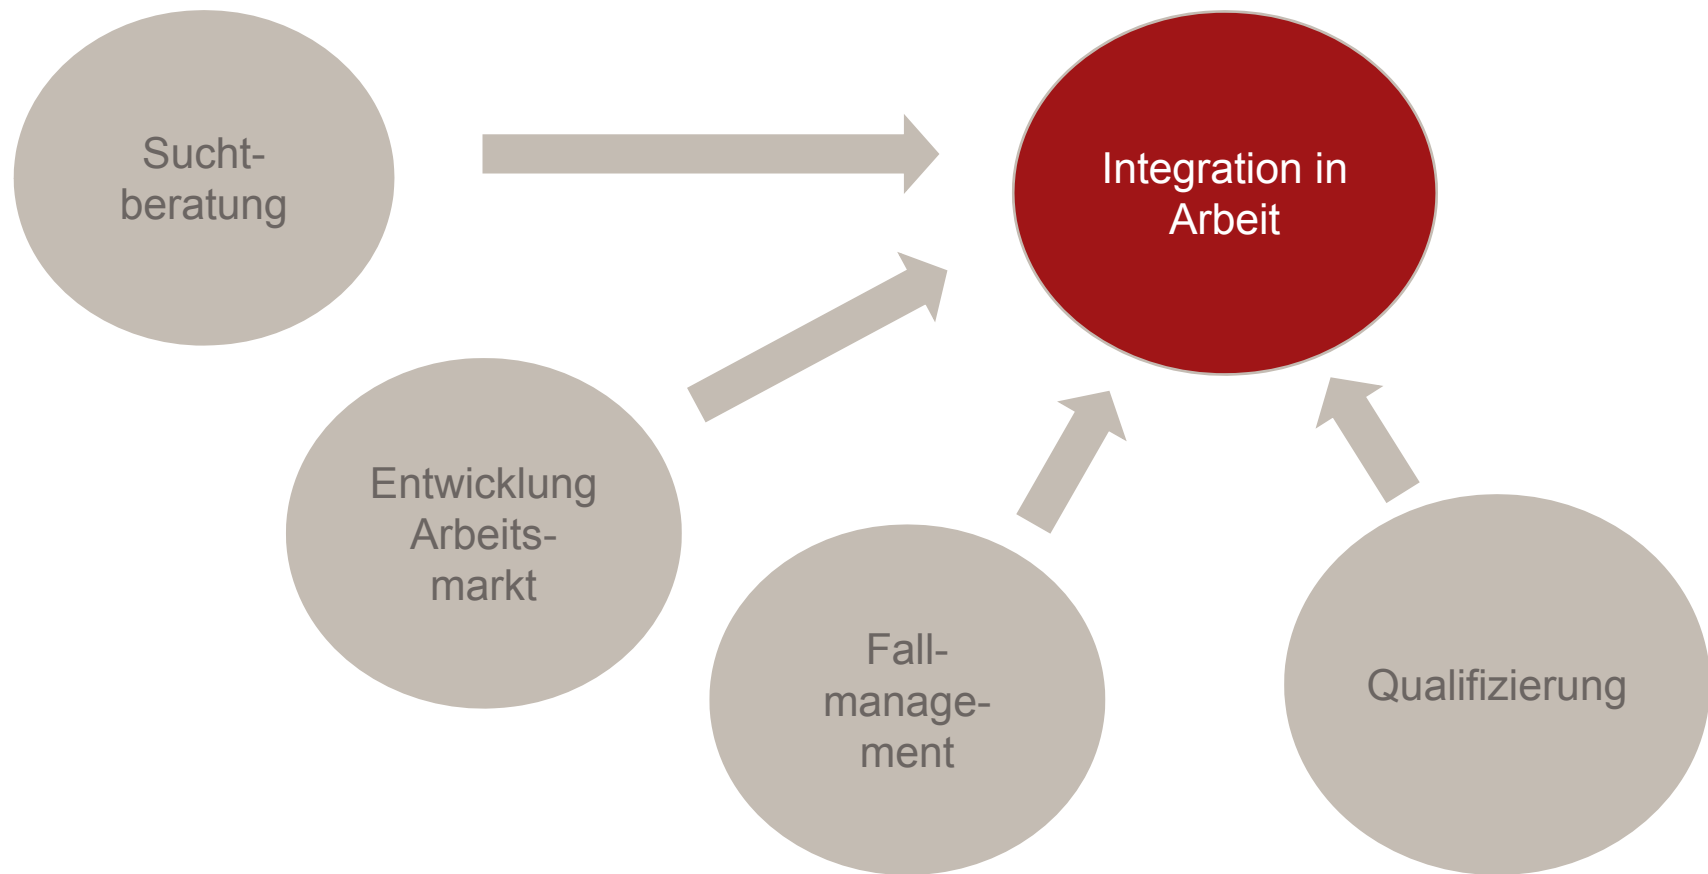 Sucht-
beratung
Integration in
Arbeit
Entwicklung
Arbeits-
markt
Fall-
manage-
ment
Qualifizierung